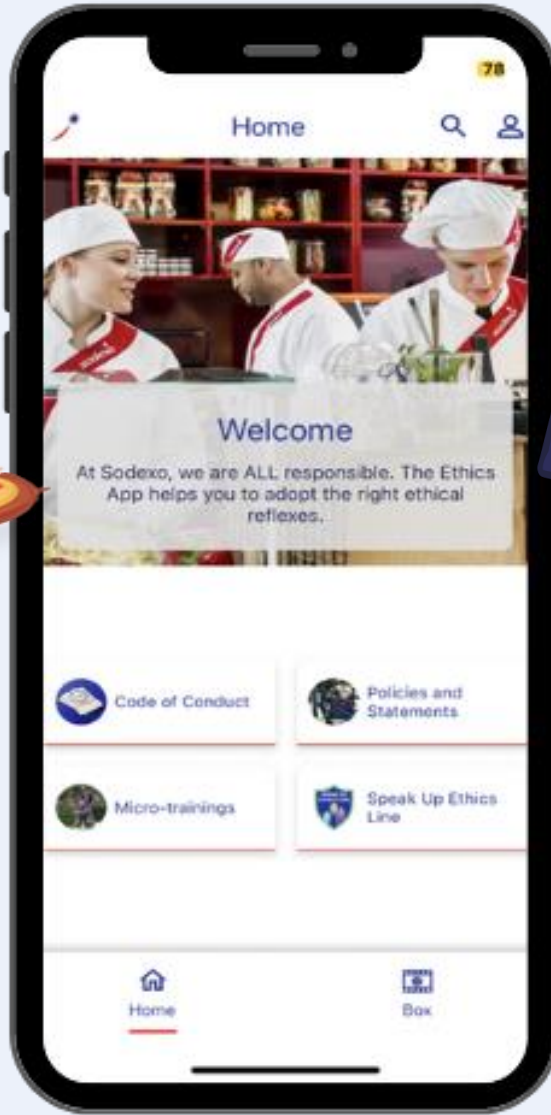 78
Home
Welcome
At Sodexo, we are ALL responsible. The Ethics
App helps you to adopt the right ethical
reflexes.
Code of Conduct
Policies and
Statements
Micro-trainings
Speak Up Ethics
Line
Home
Box